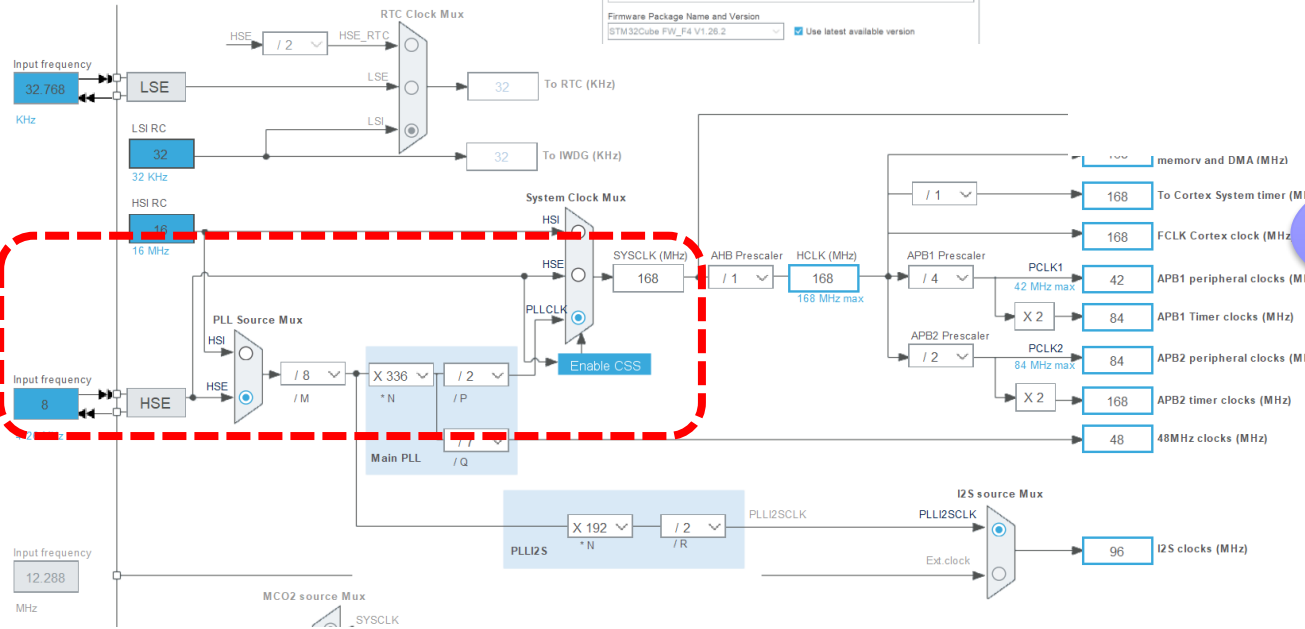 RTC Clock Mux
Firmware Package Name and Version
STM32Cube FW_F4 V1.26.2
Use latest available version
HSE
/ 2
HSE_RTC
Input frequency
32.768
KHz
LSE
LSE
32
To RTC (KHz)
LSI RC
32
32 KHz
LSI
32
To IWDG (KHz)
HSI RC
16
16 MHz
System Clock Mux
HSI
HSE
PLLCLK
SYSCLK (MHz)
168
AHB Prescaler
/ 1
HCLK (MHz)
168
168 MHz max
memory and DMA (MHz)
/ 1
168
To Cortex System timer
168
FCLK Cortex clock (MHz
APB1 Prescaler
/ 4
PCLK1
42 MHz max
42
APB1 peripheral clocks
X 2
84
APB1 Timer clocks (MHz)
APB2 Prescaler
/ 2
PCLK2
84 MHz max
84
APB2 peripheral clocks
X 2
168
APB2 timer clocks (MHz)
48
48MHz clocks (MHz)
PLL Source Mux
HSI
HSE
Input frequency
8
HSE
/ 8
/ M
X 336
* N
/ 2
/ P
Enable CSS
/ 7
/ Q
Main PLL
PLLI2S
X 192
* N
/ 2
/ R
PLLI2SCLK
I2S source Mux
PLLI2SCLK
Ext.clock
96
I2S clocks (MHz)
Input frequency
12.288
MHz
MCO2 source Mux
SYSCLK